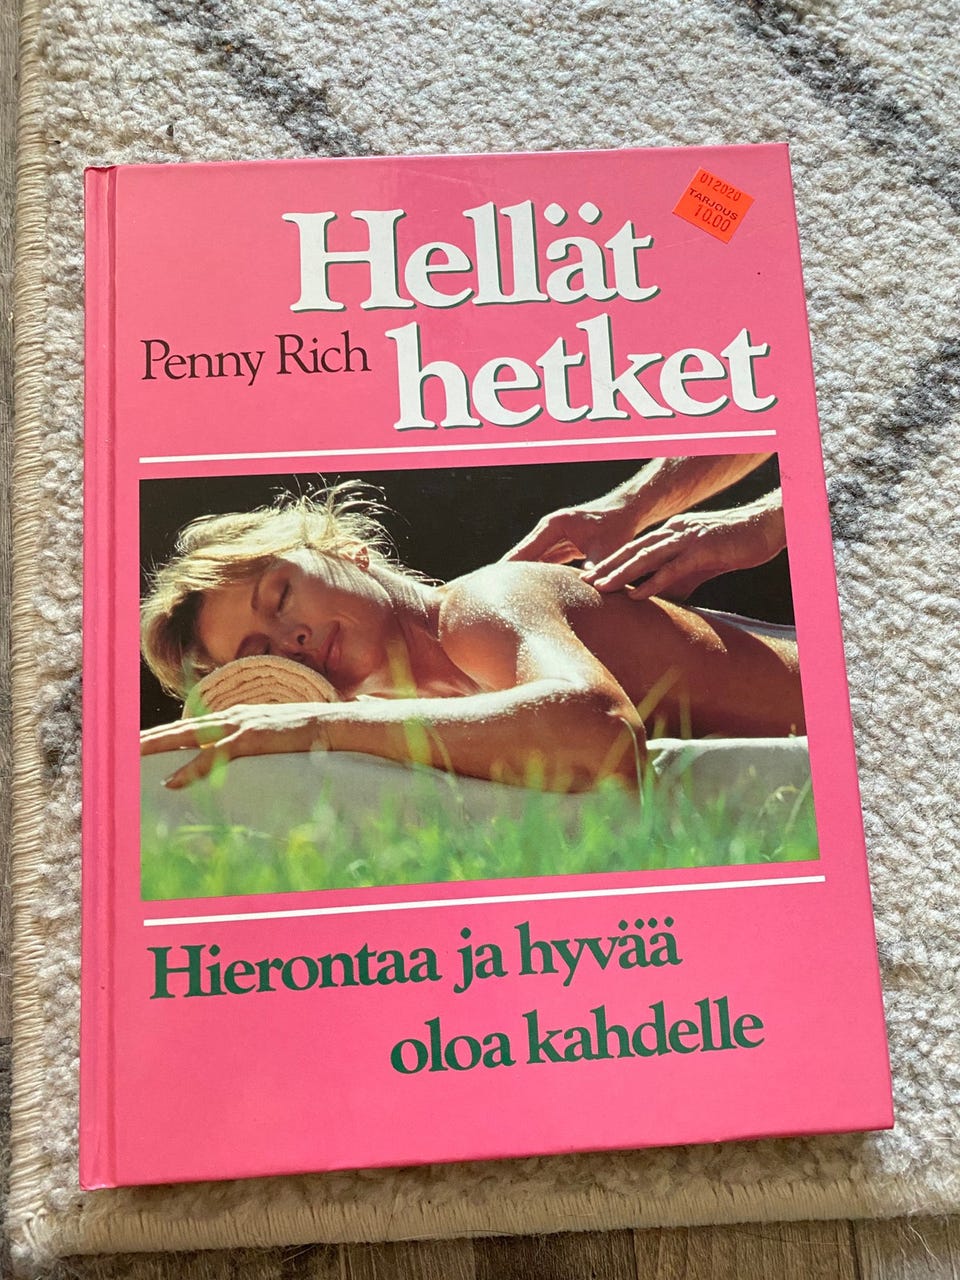 012020
TARJOUS
10.00
Hellät
Penny Rich
hetket
Hierontaa ja hyvää
oloa kahdelle